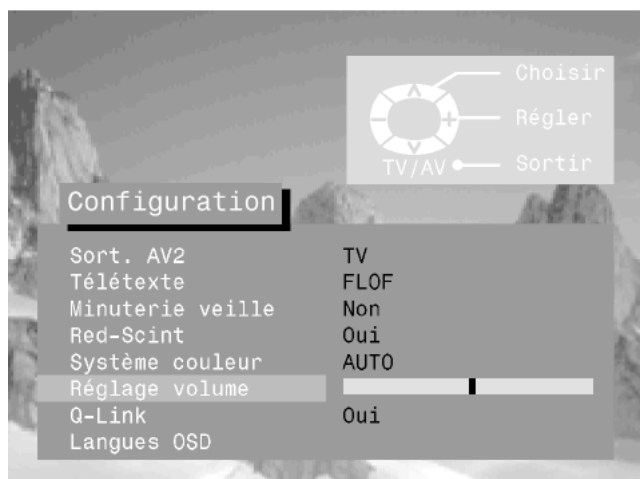 Choisir
Régler
TV/AV Sortir
Configuration
Sort. AV2 TV
Télétexte FLOF
Minuterie veille Non
Red-Scint Oui
Système couleur AUTO
Réglage volume
Q-Link Oui
Langues OSD